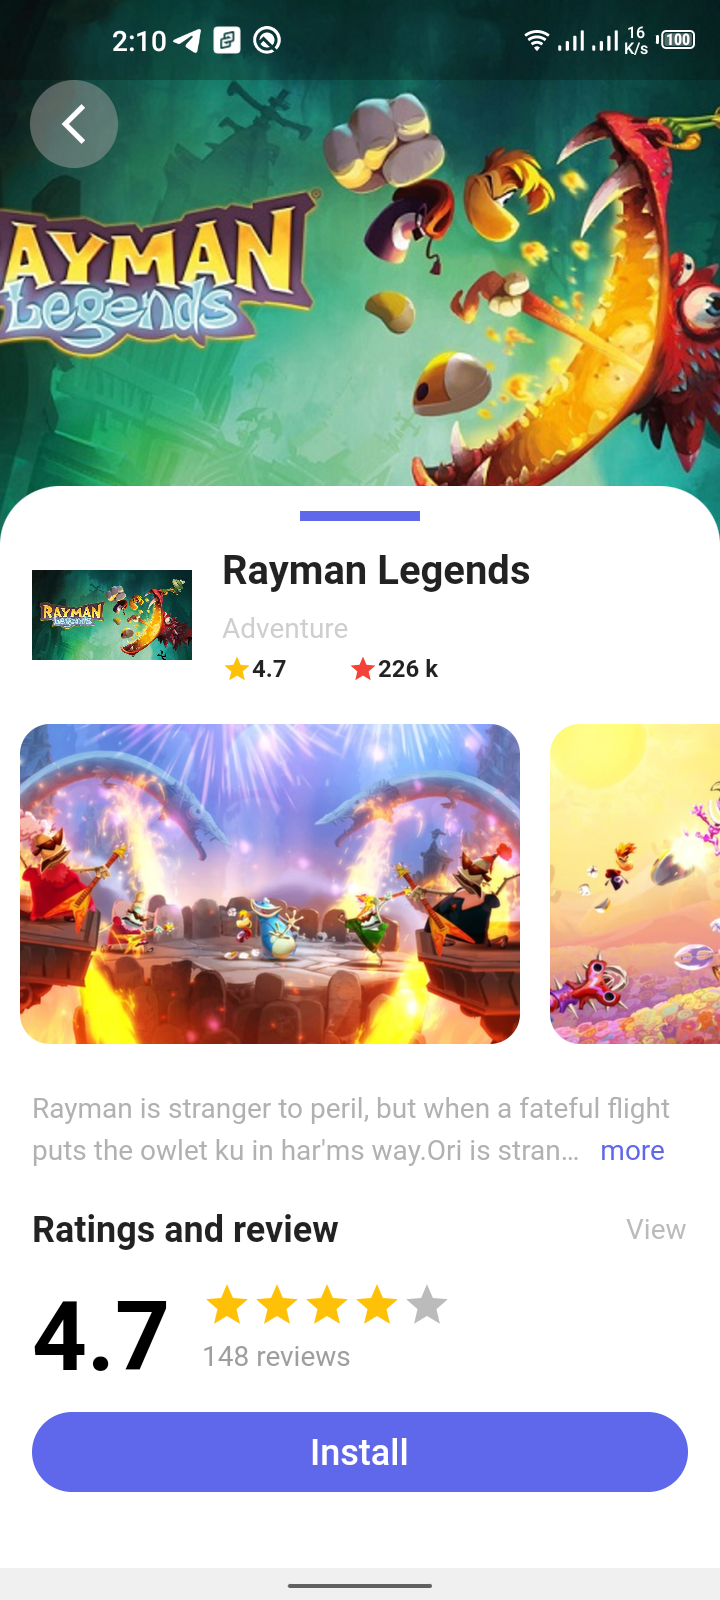 2:10
16
K/s
100
AYMAN
Legends
Rayman Legends
RAYMAN
Legends
Adventure
4.7
226 k
Rayman is stranger to peril, but when a fateful flight
puts the owlet ku in har'ms way.Ori is stran... more
Ratings and review
View
4.7
148 reviews
Install